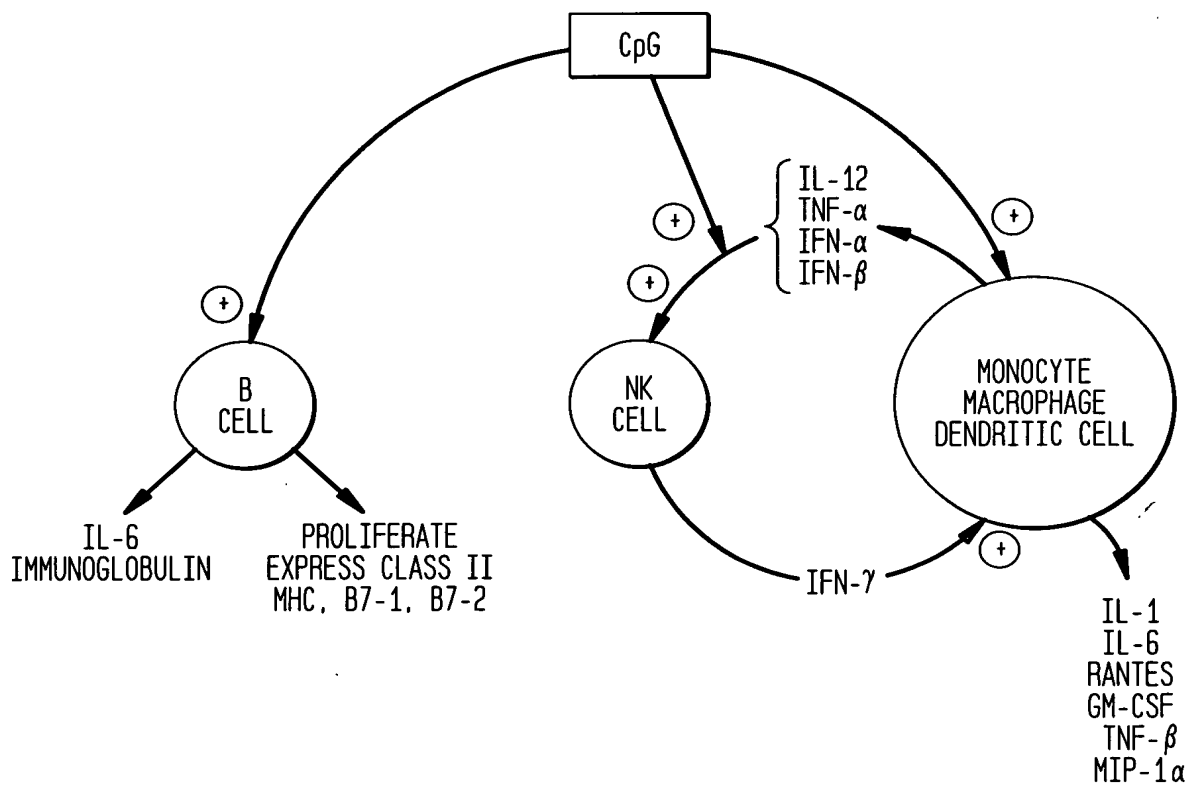 CpG
IL-12
TNF-α
IFN-α
IFN-β
+
+
+
+
B
CELL
NK
CELL
MONOCYTE
MACROPHAGE
DENDRITIC CELL
IL-6
IMMUNOGLOBULIN
PROLIFERATE
EXPRESS CLASS II
MHC, B7-1, B7-2
+
IFN-γ
IL-1
IL-6
RANTES
GM-CSF
TNF-β
MIP-1α